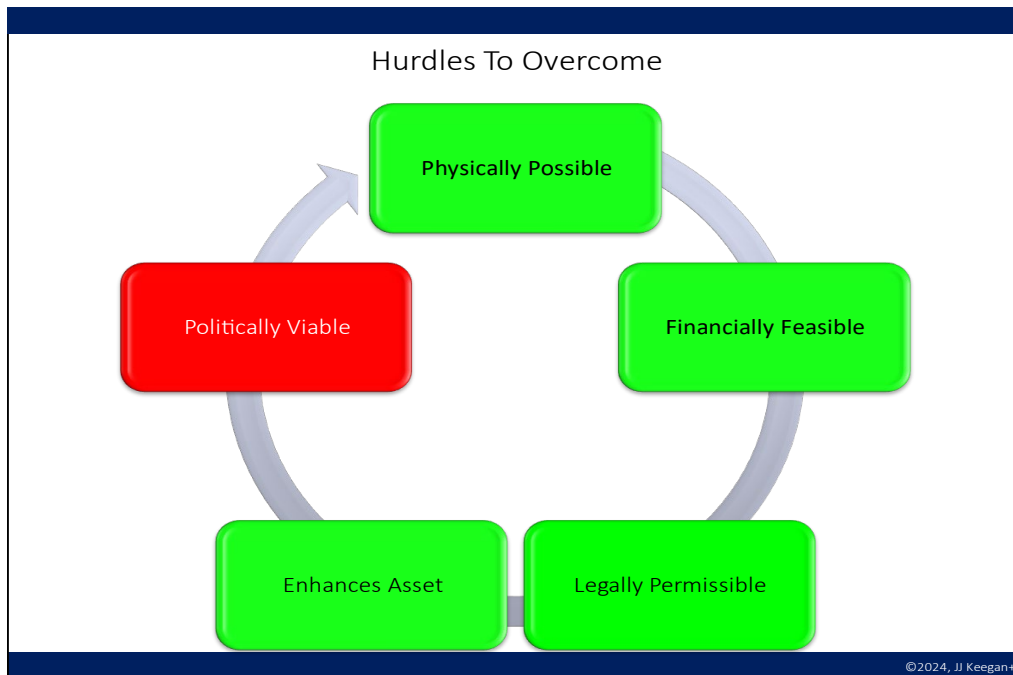 Hurdles To Overcome
Physically Possible
Politically Viable
Financially Feasible
Enhances Asset
Legally Permissible
©2024, JJ Keegan+